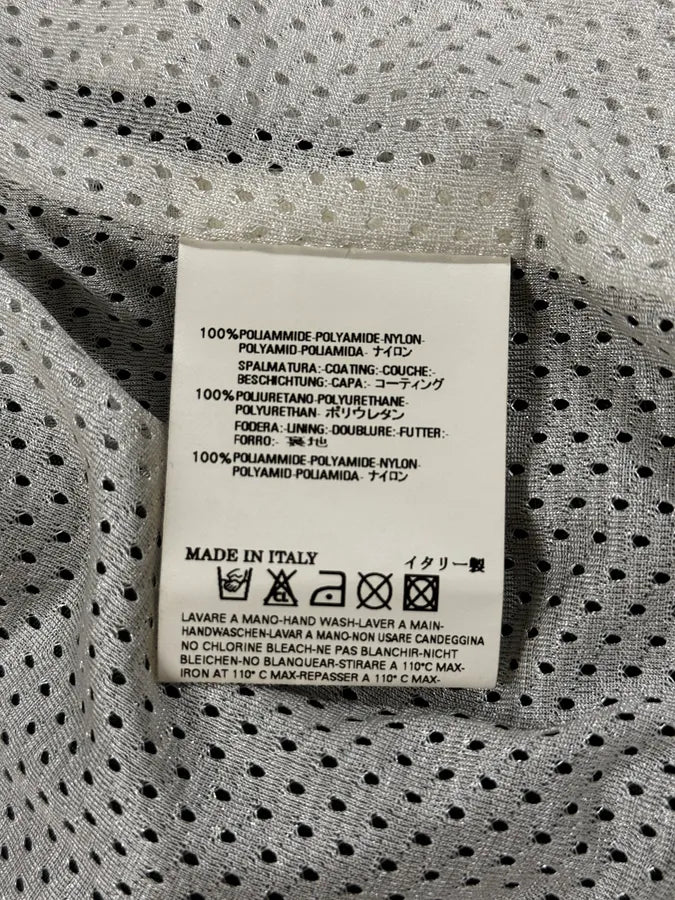 100%POLIAMMIDE-POLYAMIDE-NYLON-
POLYAMID-POLIAMIDA- ナイロン
SPALMATURA:-COATING:-COUCHE:-
BESCHICHTUNG:-CAPA:- コーティング
100%POLIURETANO-POLYURETHANE-
POLYURETHAN- ポリウレタン
FODERA:-LINING:-DOUBLURE:-FUTTER:-
FORRO:- 裏地
100%POLIAMMIDE-POLYAMIDE-NYLON-
POLYAMID-POLIAMIDA- ナイロン
MADE IN ITALY イタリー製
LAVARE A MANO-HAND WASH-LAVER A MAIN-
HANDWASCHEN-LAVAR A MANO-NON USARE CANDEGGINA
NO CHLORINE BLEACH-NE PAS BLANCHIR-NICHT
BLEICHEN-NO BLANQUEAR-STIRARE A 110°C MAX-
IRON AT 110° C MAX-REPASSER A 110° C MAX-